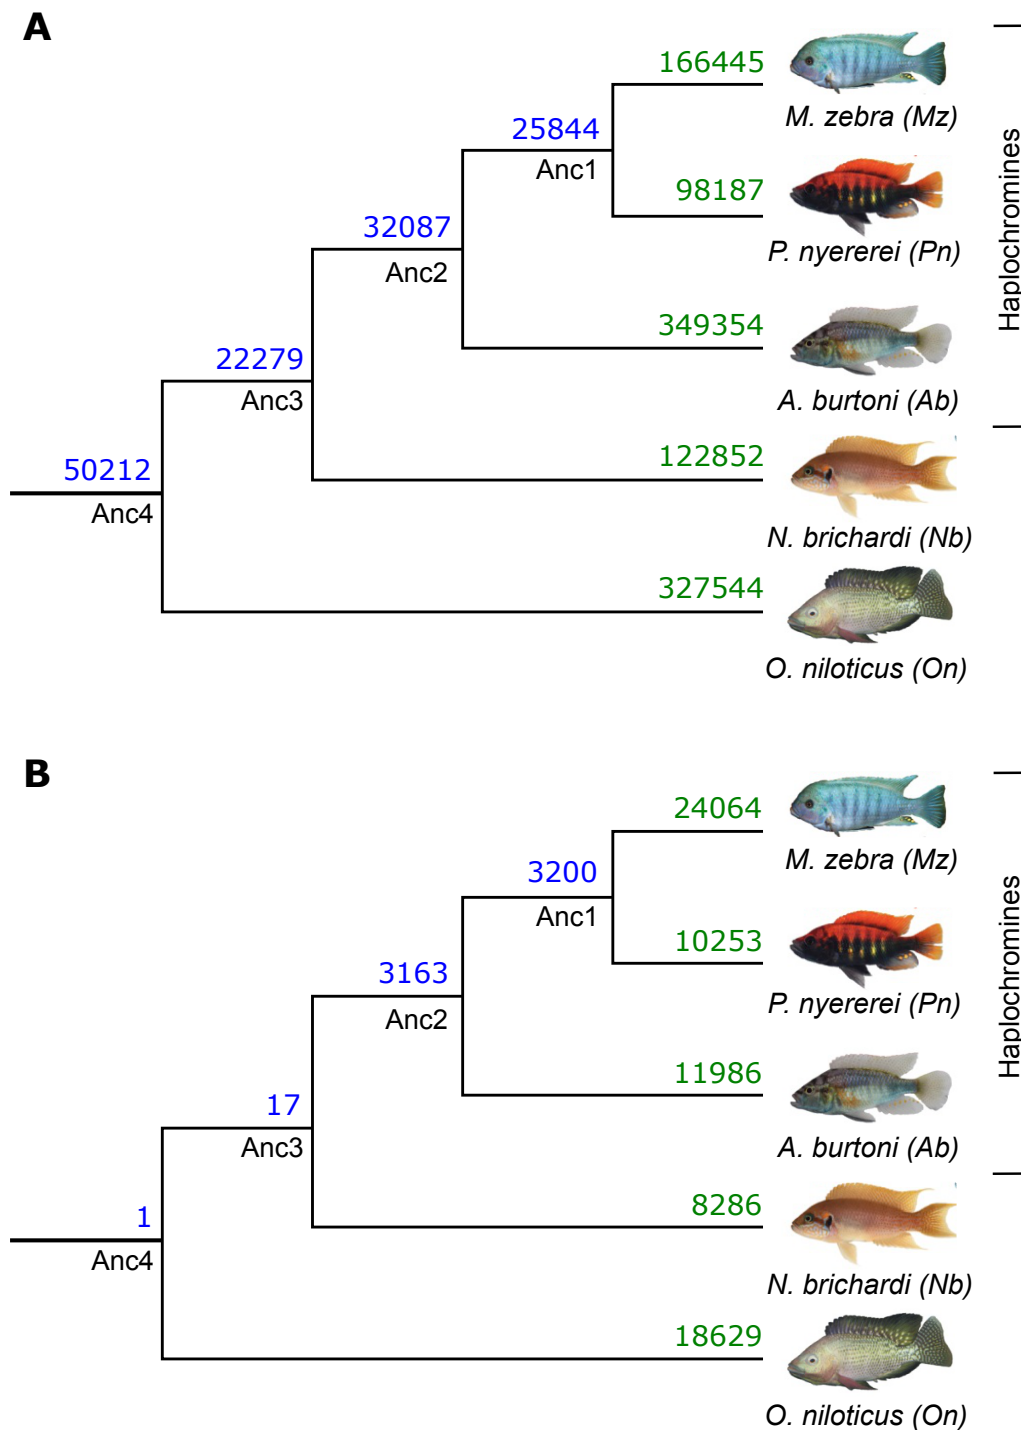 A
166445
M. zebra (Mz)
25844
Anc1
98187
P. nyererei (Pn)
32087
Anc2
349354
A. burtoni (Ab)
Haplochromines
22279
Anc3
122852
N. brichardi (Nb)
50212
Anc4
327544
O. niloticus (On)
B
24064
M. zebra (Mz)
3200
Anc1
10253
P. nyererei (Pn)
3163
Anc2
11986
A. burtoni (Ab)
Haplochromines
17
Anc3
8286
N. brichardi (Nb)
1
Anc4
18629
O. niloticus (On)